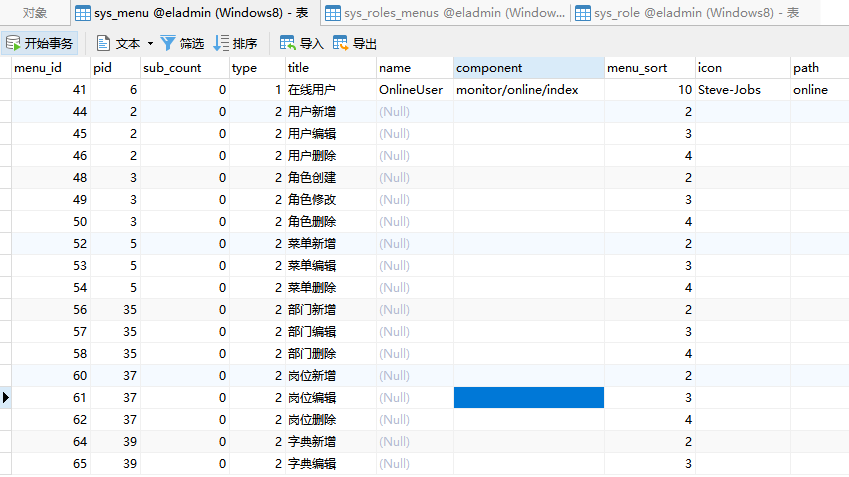 对象 sys_menu @eladmin (Windows8) - 表 sys_roles_menus @eladmin (Window... sys_role @eladmin (Windows8) - 表
开始事务 文本 筛选 排序 导入 导出
menu_id pid sub_count type title name component menu_sort icon path
41 6 0 1 在线用户 OnlineUser monitor/online/index 10 Steve-Jobs online
44 2 0 2 用户新增 (Null) 2
45 2 0 2 用户编辑 (Null) 3
46 2 0 2 用户删除 (Null) 4
48 3 0 2 角色创建 (Null) 2
49 3 0 2 角色修改 (Null) 3
50 3 0 2 角色删除 (Null) 4
52 5 0 2 菜单新增 (Null) 2
53 5 0 2 菜单编辑 (Null) 3
54 5 0 2 菜单删除 (Null) 4
56 35 0 2 部门新增 (Null) 2
57 35 0 2 部门编辑 (Null) 3
58 35 0 2 部门删除 (Null) 4
60 37 0 2 岗位新增 (Null) 2
61 37 0 2 岗位编辑 (Null) 3
62 37 0 2 岗位删除 (Null) 4
64 39 0 2 字典新增 (Null) 2
65 39 0 2 字典编辑 (Null) 3